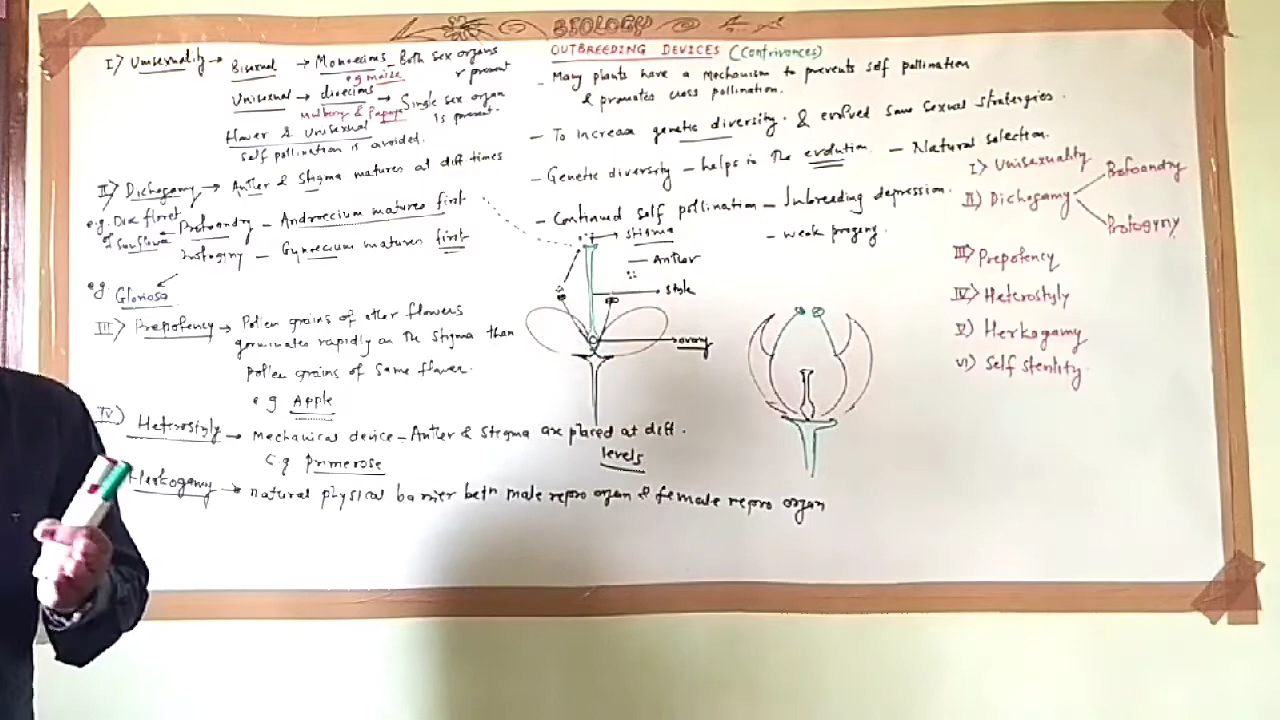 BIOLOGY
OUTBREEDING DEVICES (Contrivances)
- Many plants have a Mechanism to prevents self pollination
& promotes cross pollination.
- To increase genetic diversity. & evolved some sexual stratergies.
- Genetic diversity - helps in the evolution - Natural selection.
- Continued self pollination - Inbreeding depression.
- weak progeny.
I) Unisexuality → Bisexual → Monoecious - Both sex organs
r present
e.g maize
Unisexual → dioecious → Single sex organ
is present.
Mulberry & Papaya
Flower & Unisexual
self pollination is avoided.
II) Dichogamy → Anther & Stigma matures at diff times
e.g. Disc floret
of Sunflower
Protoandry - Androecium matures first
Protogyny - Gynoecium matures first
e.g. Gloriosa
III) Prepotency → Pollen grains of other flowers
germinates rapidly on the stigma than
pollen grains of same flower.
e g Apple
IV) Heterostyly → Mechanical device - Anther & Stigma are placed at diff.
levels
e.g Primerose
Herkogamy → natural physical barrier betn male repro organ & female repro organ
stigma
Anther
style
ovary
I) Unisexuality
II) Dichogamy
Protoandry
Protogyny
III) Prepotency
IV) Heterostyly
V) Herkogamy
VI) Self sterility